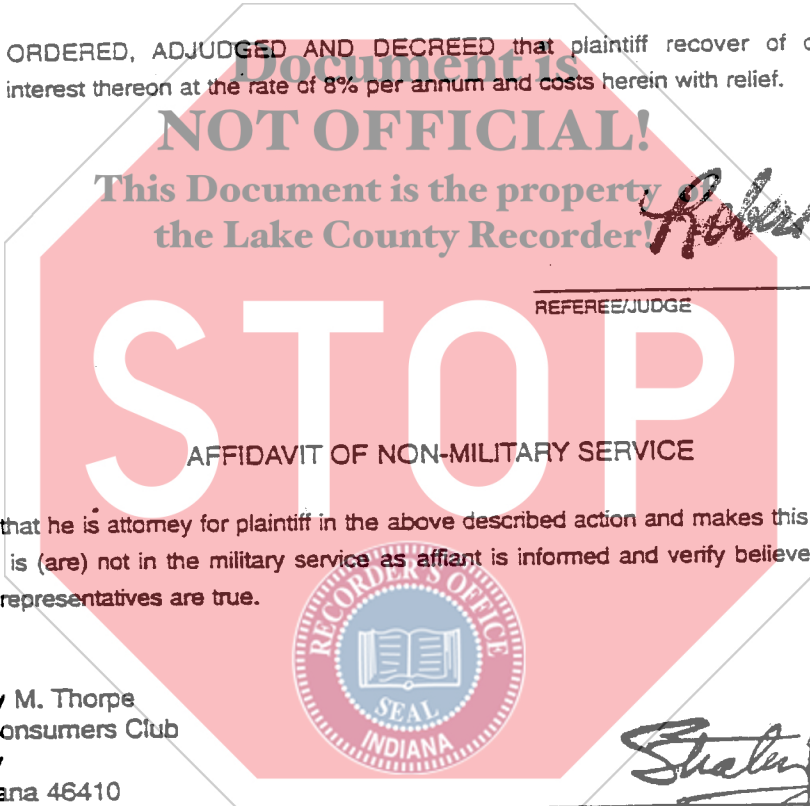 ORDERED, ADJUDGED AND DECREED that plaintiff recover of
interest thereon at the rate of 8% per annum and costs herein with relief.
Document is
NOT OFFICIAL!
This Document is the property of
the Lake County Recorder!
Robert
REFEREE/JUDGE
STOP
AFFIDAVIT OF NON-MILITARY SERVICE
that he is attorney for plaintiff in the above described action and makes this
is (are) not in the military service as affiant is informed and verify believe
representatives are true.
RECORDER'S OFFICE
SEAL
INDIANA
M. Thorpe
onsumers Club
ana 46410